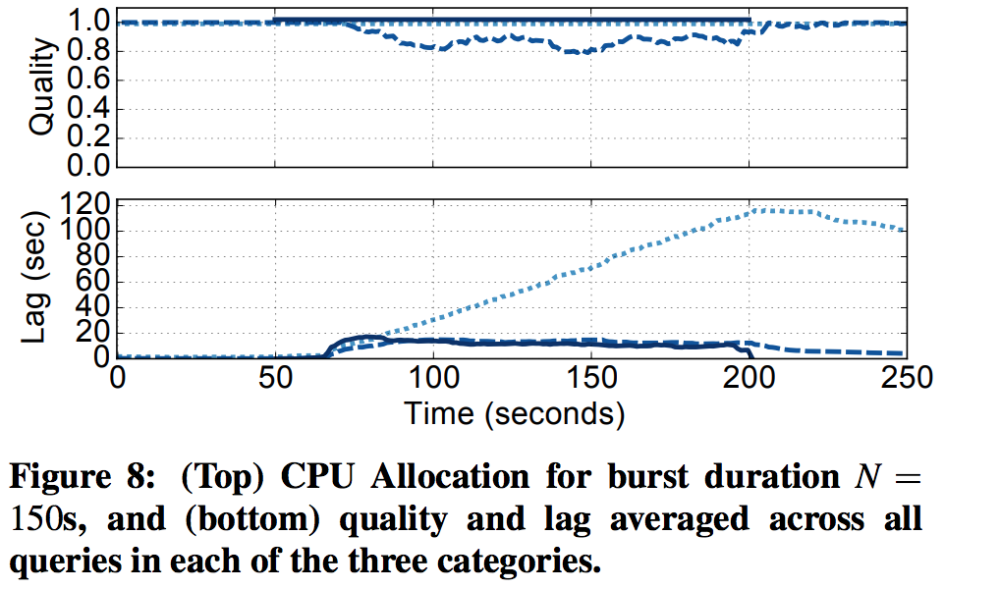 1.0
0.8
0.6
0.4
0.2
0.0
Quality
120
100
80
60
40
20
0
Lag (sec)
0 50 100 150 200 250
Time (seconds)
Figure 8: (Top) CPU Allocation for burst duration N =
150s, and (bottom) quality and lag averaged across all
queries in each of the three categories.